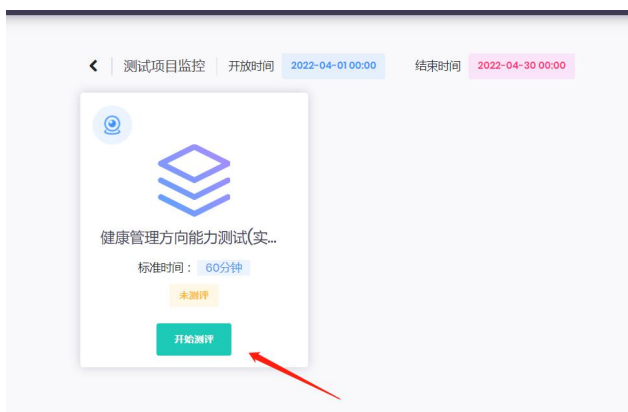 测试项目监控 开放时间 2022-04-01 00:00 结束时间 2022-04-30 00:00
健康管理方向能力测试(实...
标准时间： 60分钟
未测评
开始测评